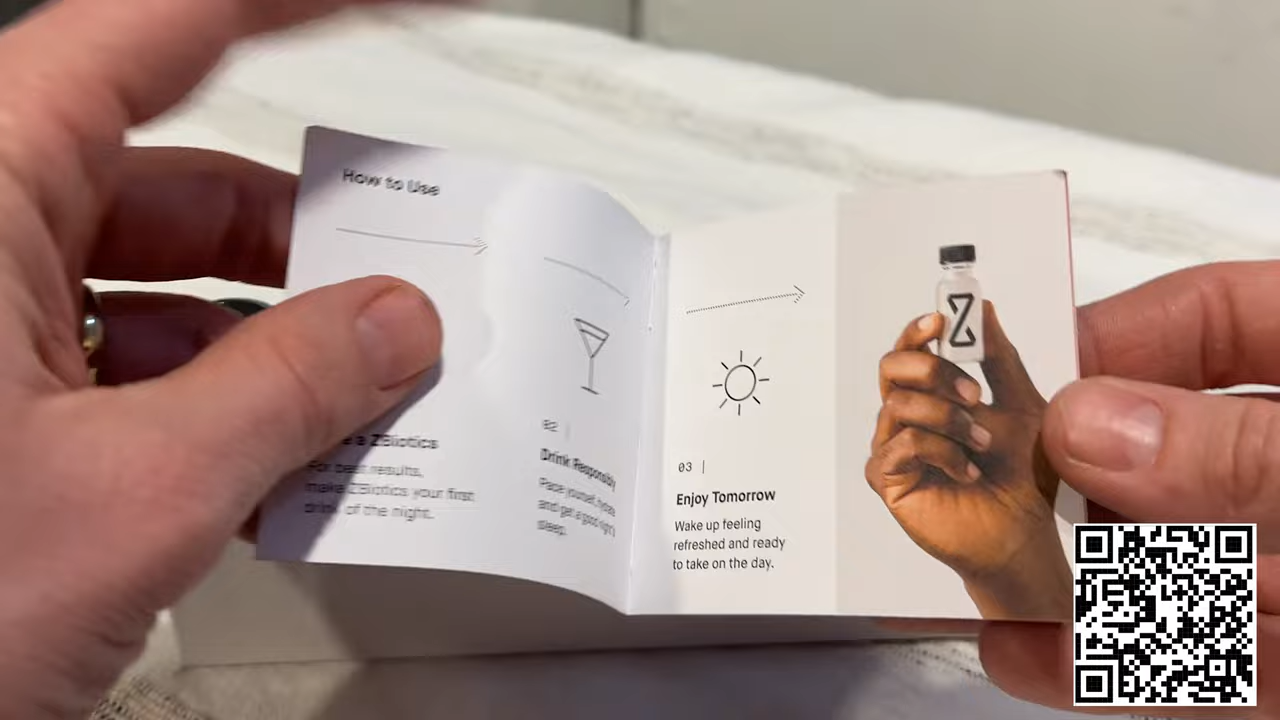 How to Use
a ZBiotics
For best results,
make ZBiotics your first
drink of the night.
02 |
Drink Responsibly
Pace yourself, hydrate
and get a good night's
sleep.
03 |
Enjoy Tomorrow
Wake up feeling
refreshed and ready
to take on the day.
Z